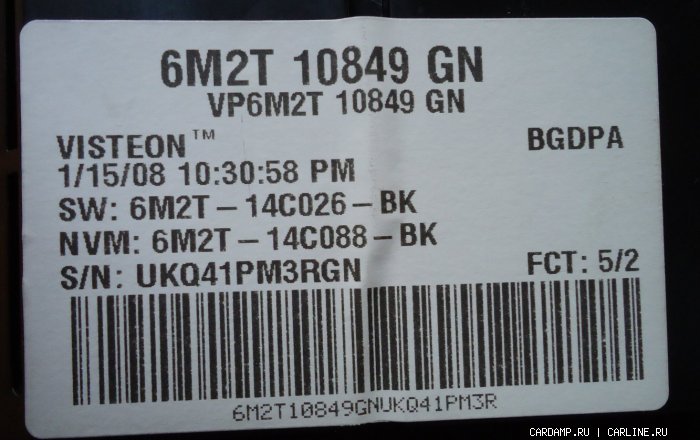 6M2T 10849 GN
VP6M2T 10849 GN
VISTEON™ BGDPA
1/15/08 10:30:58 PM
SW: 6M2T-14C026-BK
NVM: 6M2T-14C088-BK
S/N: UKQ41PM3RGN FCT: 5/2
6M2T10849GNUKQ41PM3R
CARDAMP.RU | CARLINE.RU